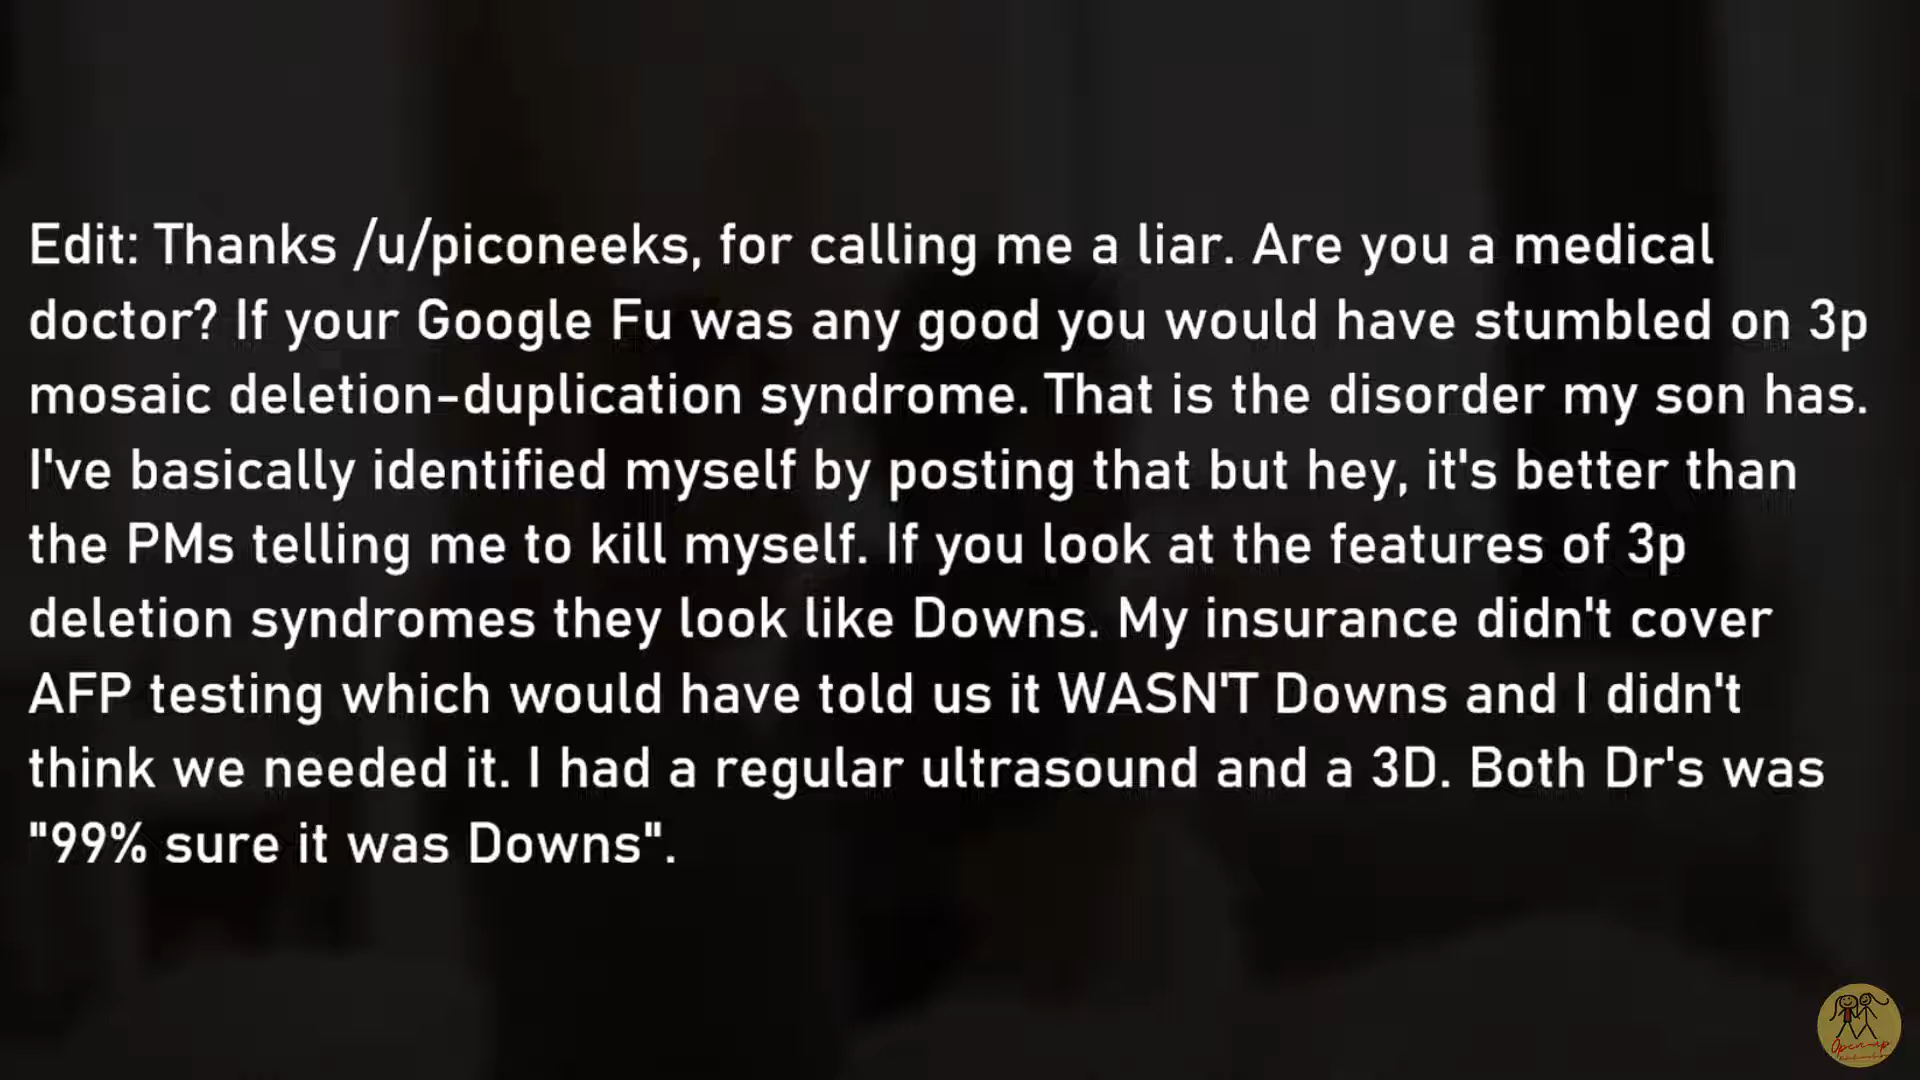 Edit: Thanks /u/piconeeks, for calling me a liar. Are you a medical
doctor? If your Google Fu was any good you would have stumbled on 3p
mosaic deletion-duplication syndrome. That is the disorder my son has.
I've basically identified myself by posting that but hey, it's better than
the PMs telling me to kill myself. If you look at the features of 3p
deletion syndromes they look like Downs. My insurance didn't cover
AFP testing which would have told us it WASN'T Downs and I didn't
think we needed it. I had a regular ultrasound and a 3D. Both Dr's was
"99% sure it was Downs".
Open-up